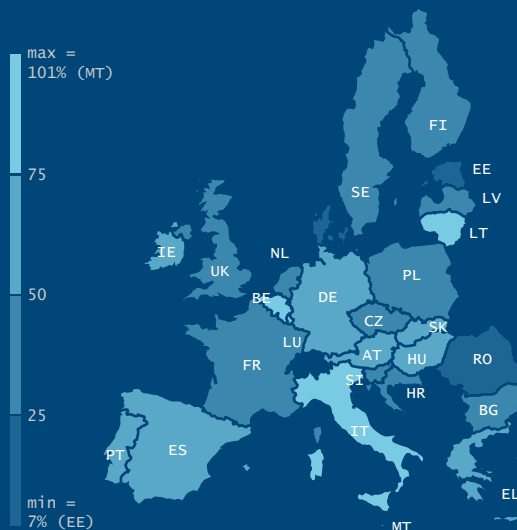 max =
101% (MT)
75
50
25
min =
7% (EE)
FI
EE
SE
LV
LT
IE
NL
UK
PL
BE
DE
CZ
SK
LU
AT
HU
RO
FR
SI
HR
BG
IT
PT
ES
EL
MT